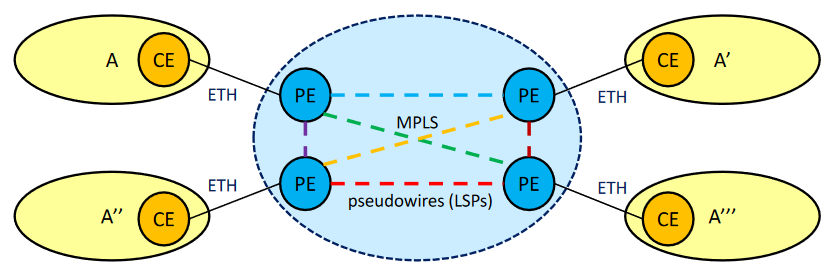 A CE
ETH
PE PE
CE A’
ETH
MPLS
A’’ CE
ETH
PE PE
pseudowires (LSPs)
ETH
CE A’’’